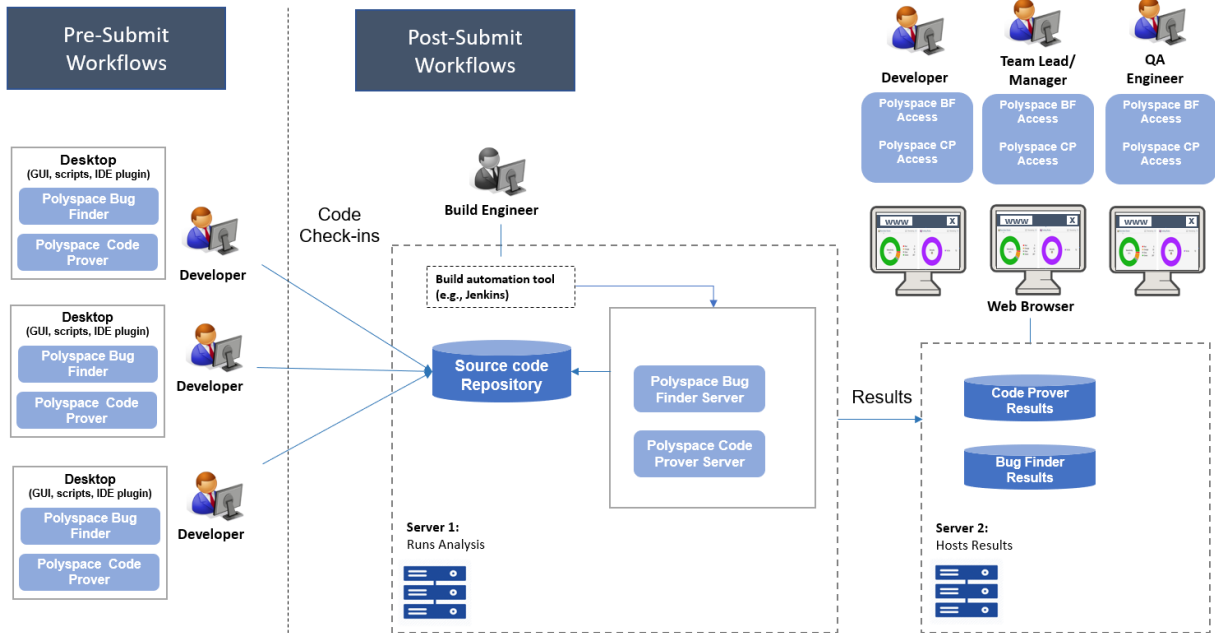 Pre-Submit
Workflows
Post-Submit
Workflows
Developer
Team Lead/
Manager
QA
Engineer
Polyspace BF
Access
Polyspace CP
Access
Polyspace BF
Access
Polyspace CP
Access
Polyspace BF
Access
Polyspace CP
Access
www X
www X
www X
Web Browser
Desktop
(GUI, scripts, IDE plugin)
Polyspace Bug
Finder
Polyspace Code
Prover
Developer
Desktop
(GUI, scripts, IDE plugin)
Polyspace Bug
Finder
Polyspace Code
Prover
Developer
Desktop
(GUI, scripts, IDE plugin)
Polyspace Bug
Finder
Polyspace Code
Prover
Developer
Code
Check-ins
Build Engineer
Build automation tool
(e.g., Jenkins)
Source code
Repository
Polyspace Bug
Finder Server
Polyspace Code
Prover Server
Server 1:
Runs Analysis
Results
Code Prover
Results
Bug Finder
Results
Server 2:
Hosts Results